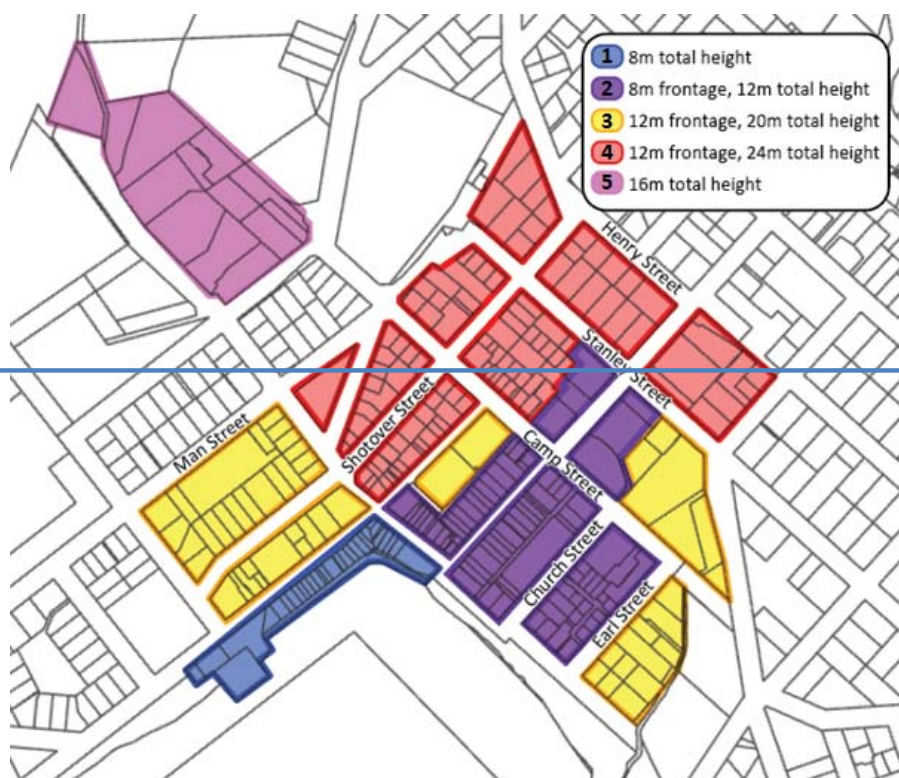 1 8m total height
2 8m frontage, 12m total height
3 12m frontage, 20m total height
4 12m frontage, 24m total height
5 16m total height
Henry Street
Stanley Street
Shotover Street
Man Street
Camp Street
Church Street
Earl Street